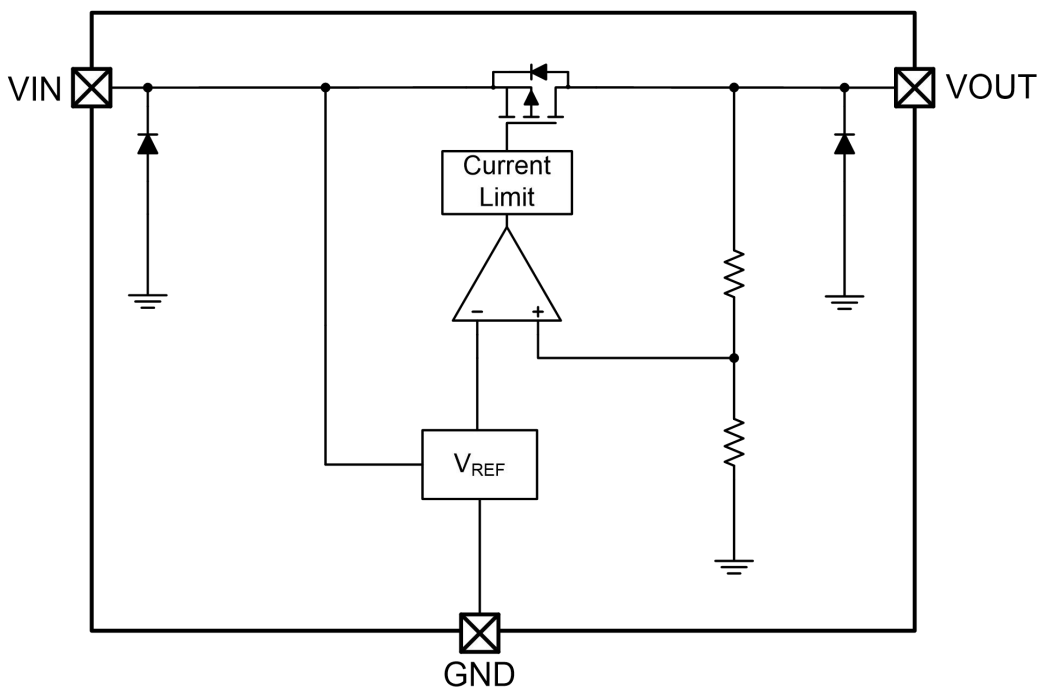 VIN
VOUT
Current
Limit
- +
VREF
GND